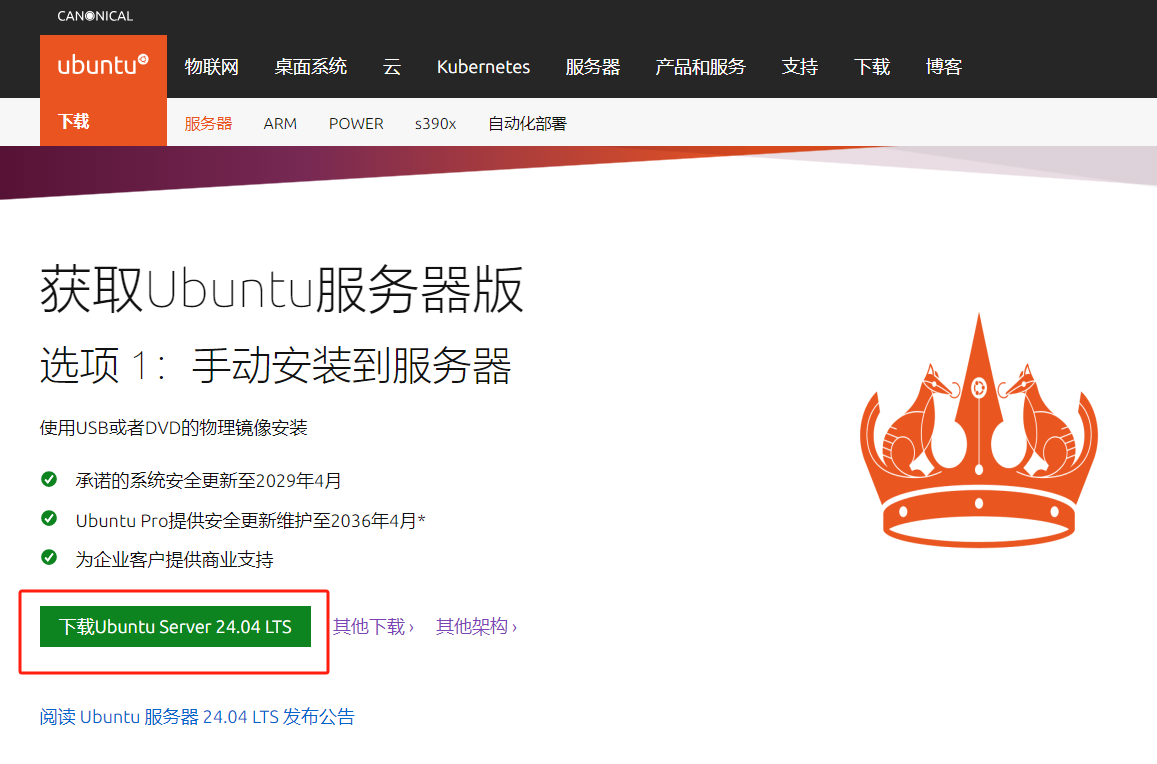 CANONICAL
ubuntu
物联网 桌面系统 云 Kubernetes 服务器 产品和服务 支持 下载 博客
下载 服务器 ARM POWER s390x 自动化部署
获取Ubuntu服务器版
选项 1：手动安装到服务器
使用USB或者DVD的物理镜像安装
承诺的系统安全更新至2029年4月
Ubuntu Pro提供安全更新维护至2036年4月*
为企业客户提供商业支持
下载Ubuntu Server 24.04 LTS 其他下载 › 其他架构 ›
阅读 Ubuntu 服务器 24.04 LTS 发布公告